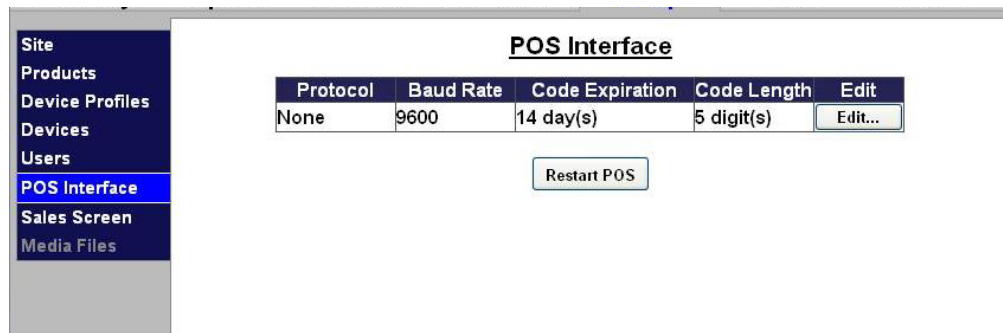 Site
Products
Device Profiles
Devices
Users
POS Interface
Sales Screen
Media Files
POS Interface
Protocol Baud Rate Code Expiration Code Length Edit
None 9600 14 day(s) 5 digit(s) Edit...
Restart POS